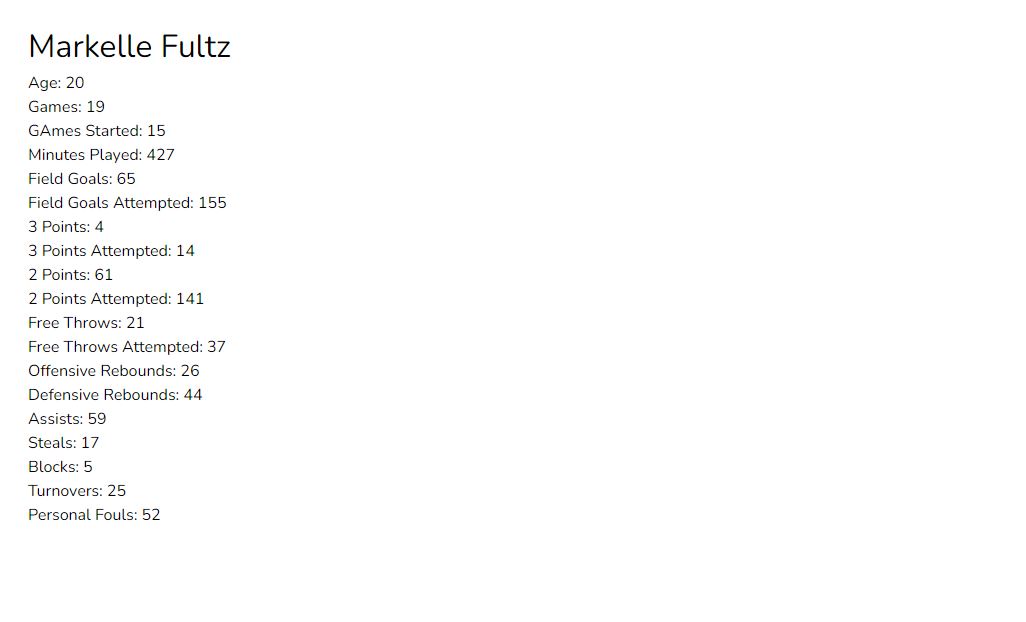 Markelle Fultz
Age: 20
Games: 19
GAmes Started: 15
Minutes Played: 427
Field Goals: 65
Field Goals Attempted: 155
3 Points: 4
3 Points Attempted: 14
2 Points: 61
2 Points Attempted: 141
Free Throws: 21
Free Throws Attempted: 37
Offensive Rebounds: 26
Defensive Rebounds: 44
Assists: 59
Steals: 17
Blocks: 5
Turnovers: 25
Personal Fouls: 52